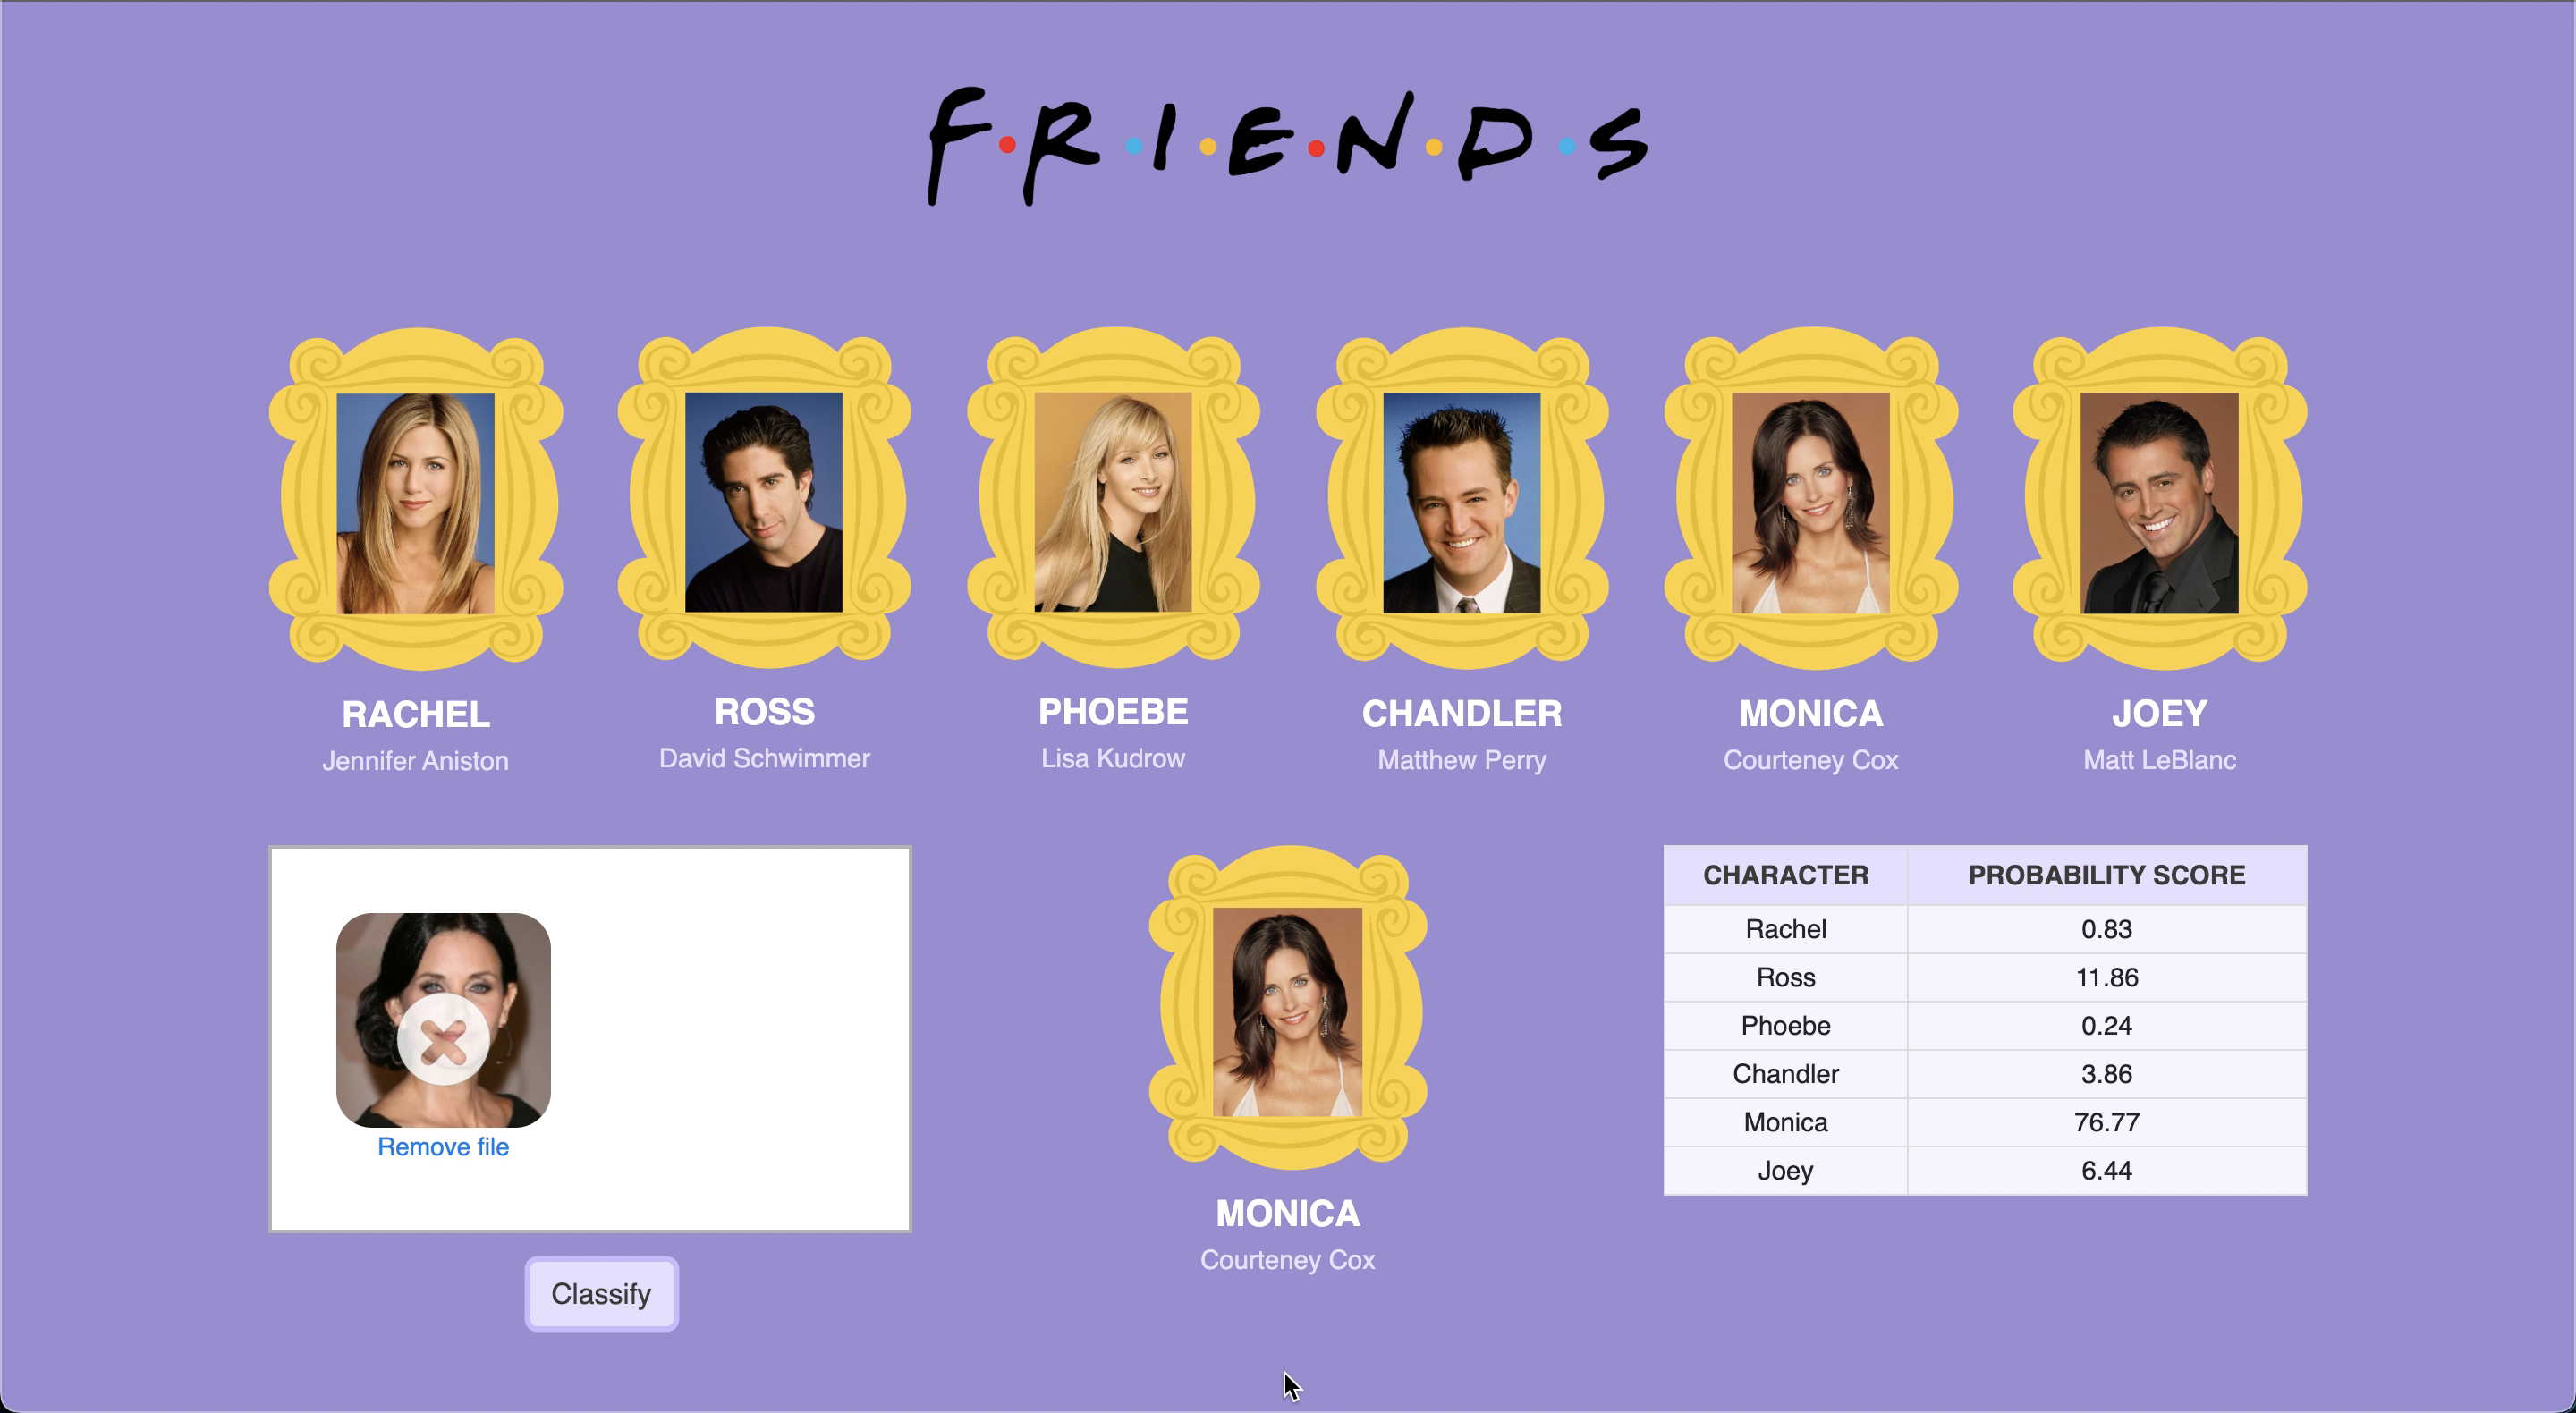 F•R•I•E•N•D•S
RACHEL
Jennifer Aniston
ROSS
David Schwimmer
PHOEBE
Lisa Kudrow
CHANDLER
Matthew Perry
MONICA
Courteney Cox
JOEY
Matt LeBlanc
Remove file
Classify
MONICA
Courteney Cox
CHARACTER PROBABILITY SCORE
Rachel 0.83
Ross 11.86
Phoebe 0.24
Chandler 3.86
Monica 76.77
Joey 6.44